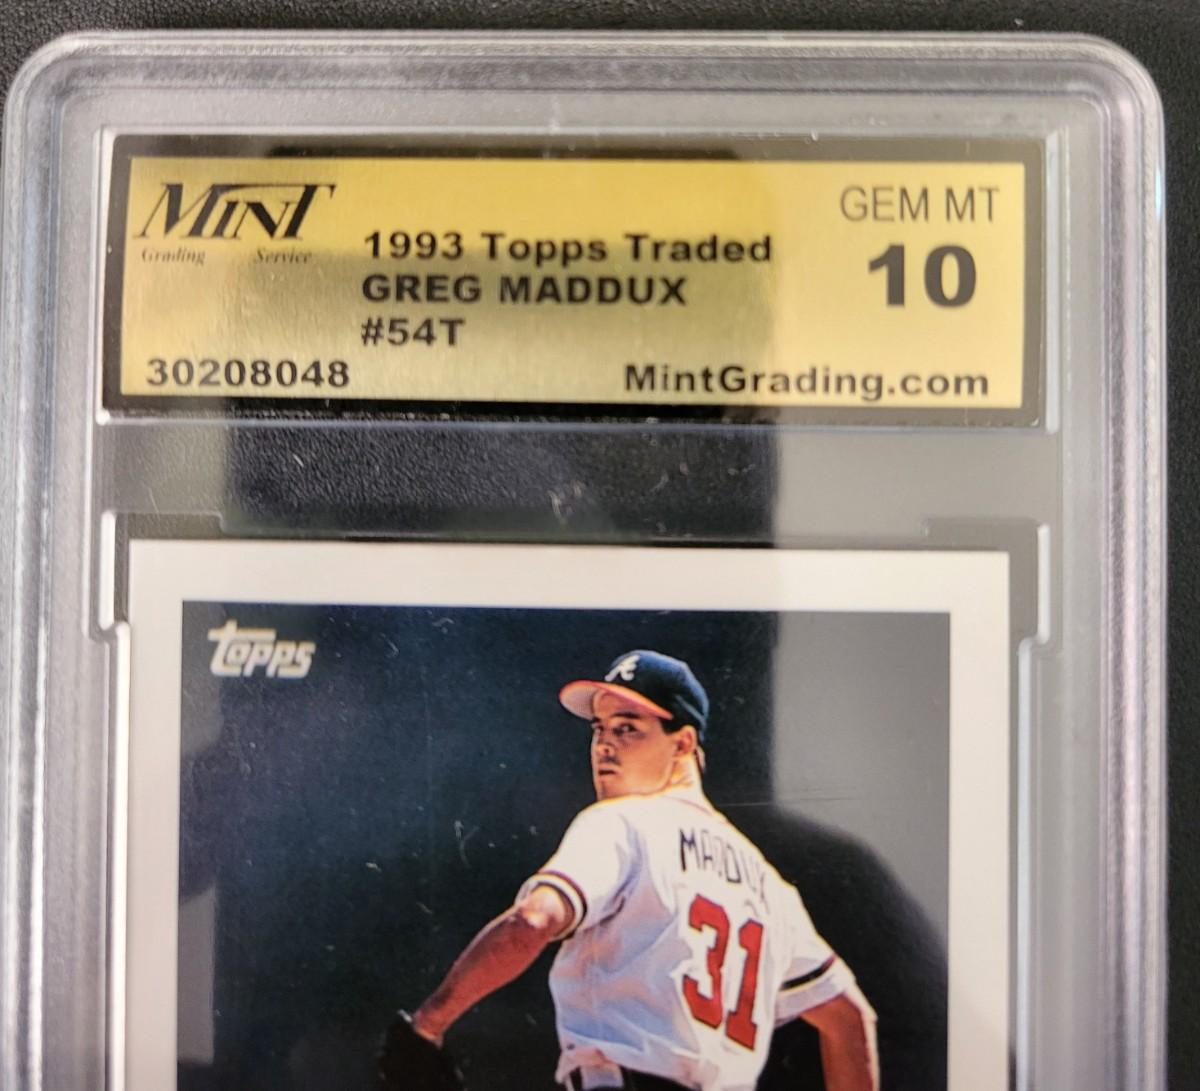 MINT
Grading Service
1993 Topps Traded
GREG MADDUX
#54T
30208048
GEM MT
10
MintGrading.com
topps
A
MADDUX
31